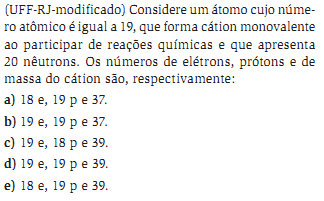 (UFF-RJ-modificado) Considere um átomo cujo núme-
ro atômico é igual a 19, que forma cátion monovalente
ao participar de reações químicas e que apresenta
20 nêutrons. Os números de elétrons, prótons e de
massa do cátion são, respectivamente:
a) 18 e, 19 p e 37.
b) 19 e, 19 p e 37.
c) 19 e, 18 p e 39.
d) 19 e, 19 p e 39.
e) 18 e, 19 p e 39.